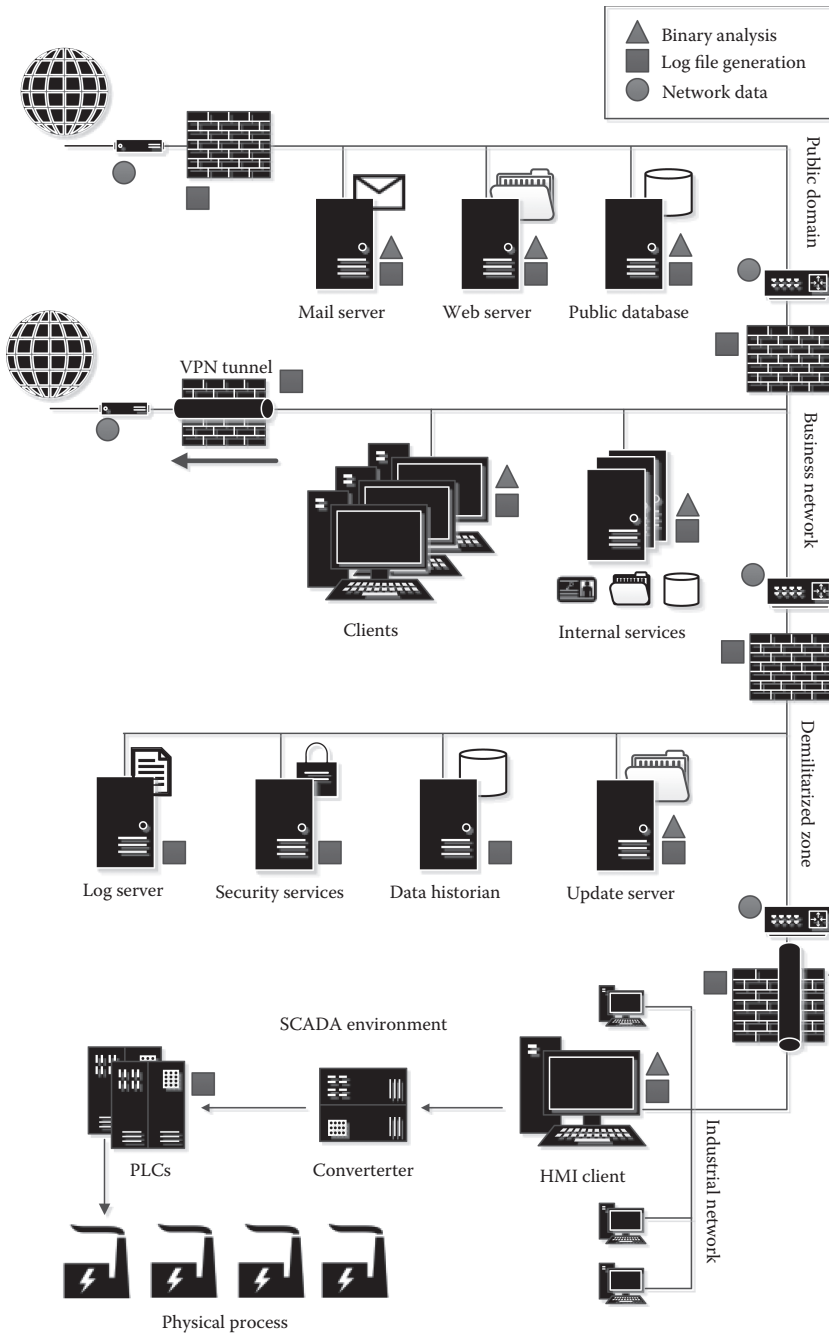 Binary analysis
Log file generation
Network data
Public domain
Mail server
Web server
Public database
VPN tunnel
Business network
Clients
Internal services
Demilitarized zone
Log server
Security services
Data historian
Update server
SCADA environment
PLCs
Converterter
HMI client
Industrial network
Physical process